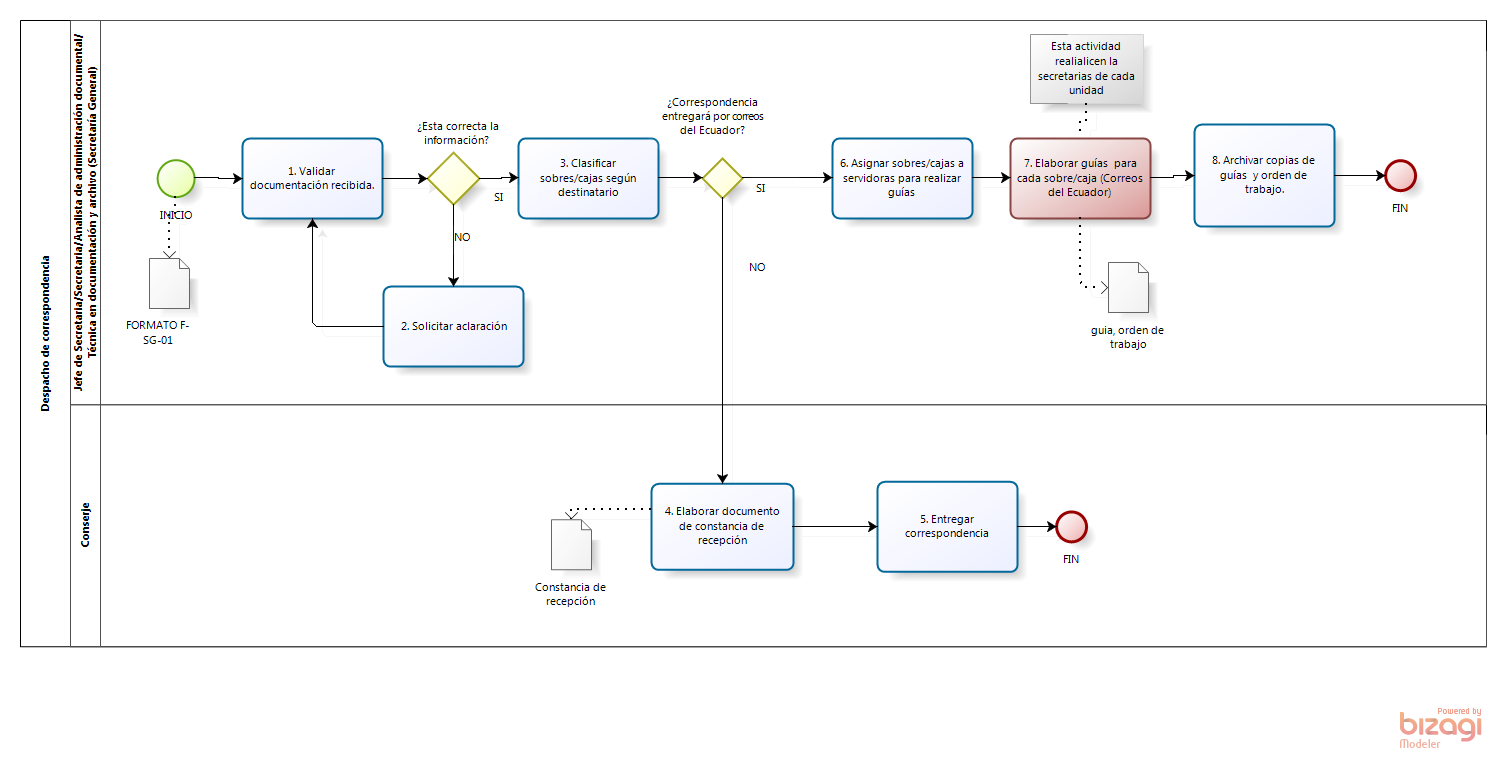 Despacho de correspondencia
Jefe de Secretaria/Secretaria/Analista de administración documental/
Técnica en documentación y archivo (Secretaría General)
INICIO
FORMATO F-
SG-01
1. Validar
documentación recibida.
¿Esta correcta la
información?
SI
NO
2. Solicitar aclaración
3. Clasificar
sobres/cajas según
destinatario
¿Correspondencia
entregará por correos
del Ecuador?
SI
NO
6. Asignar sobres/cajas a
servidoras para realizar
guías
Esta actividad
realialicen la
secretarias de cada
unidad
7. Elaborar guías para
cada sobre/caja (Correos
del Ecuador)
guia, orden de
trabajo
8. Archivar copias de
guías y orden de
trabajo.
FIN
Conserje
4. Elaborar documento
de constancia de
recepción
Constancia de
recepción
5. Entregar
correspondencia
FIN
Powered by
bizagi
Modeler